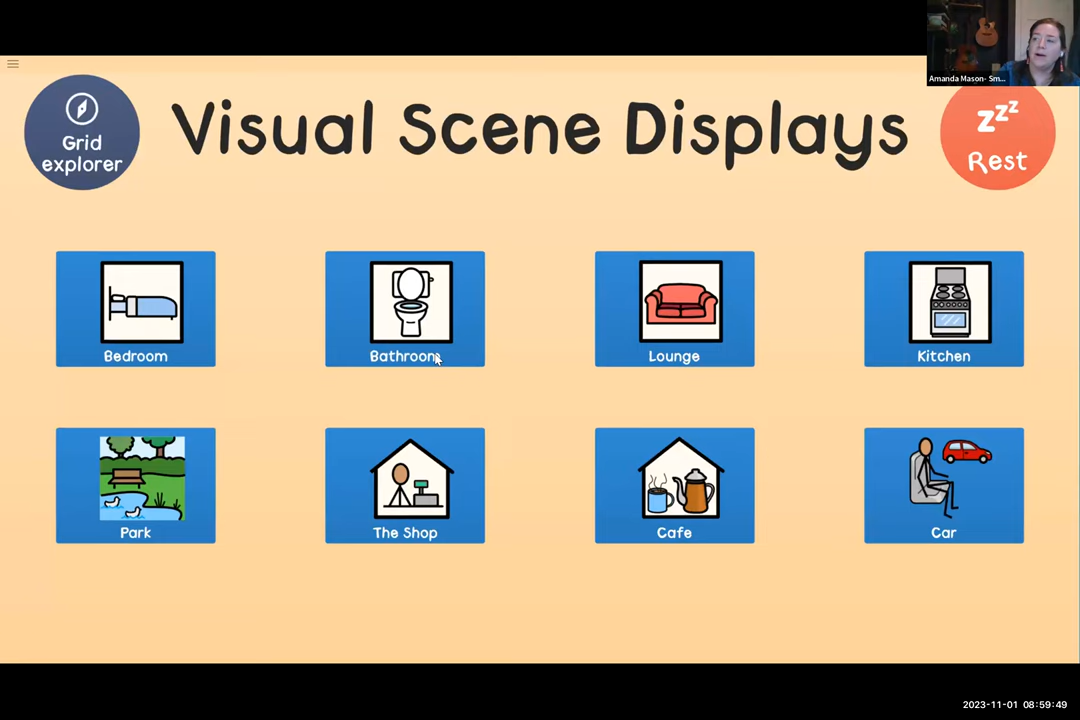 Amanda Mason- Sm...
Grid
explorer
Visual Scene Displays
zzz
Rest
Bedroom
Bathroom
Lounge
Kitchen
Park
The Shop
Cafe
Car
2023-11-01 08:59:49